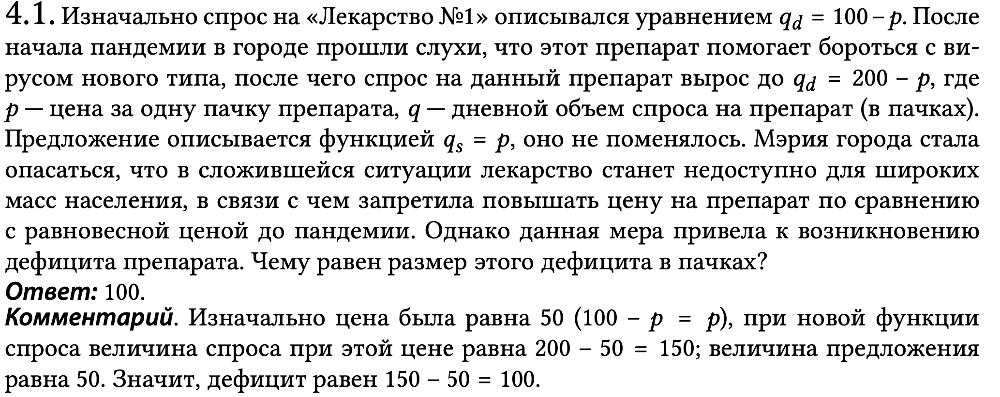 4.1. Изначально спрос на «Лекарство №1» описывался уравнением q_d = 100 – p. После
начала пандемии в городе прошли слухи, что этот препарат помогает бороться с ви-
русом нового типа, после чего спрос на данный препарат вырос до q_d = 200 – p, где
p — цена за одну пачку препарата, q — дневной объем спроса на препарат (в пачках).
Предложение описывается функцией q_s = p, оно не поменялось. Мэрия города стала
опасаться, что в сложившейся ситуации лекарство станет недоступно для широких
масс населения, в связи с чем запретила повышать цену на препарат по сравнению
с равновесной ценой до пандемии. Однако данная мера привела к возникновению
дефицита препарата. Чему равен размер этого дефицита в пачках?
Ответ: 100.
Комментарий. Изначально цена была равна 50 (100 – p = p), при новой функции
спроса величина спроса при этой цене равна 200 – 50 = 150; величина предложения
равна 50. Значит, дефицит равен 150 – 50 = 100.